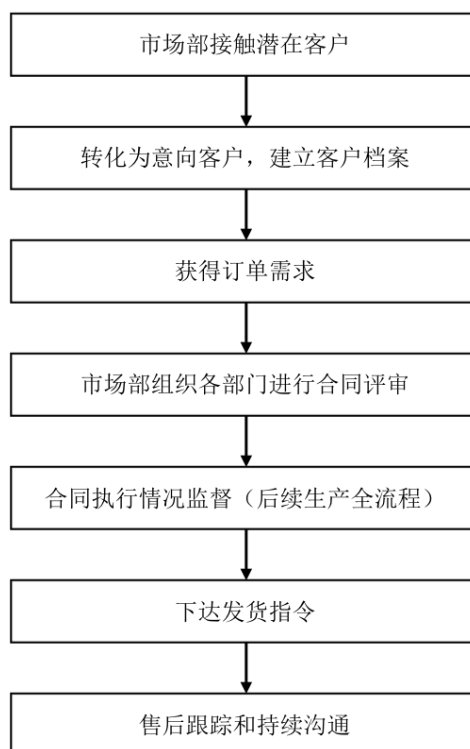 市场部接触潜在客户
转化为意向客户，建立客户档案
获得订单需求
市场部组织各部门进行合同评审
合同执行情况监督（后续生产全流程）
下达发货指令
售后跟踪和持续沟通